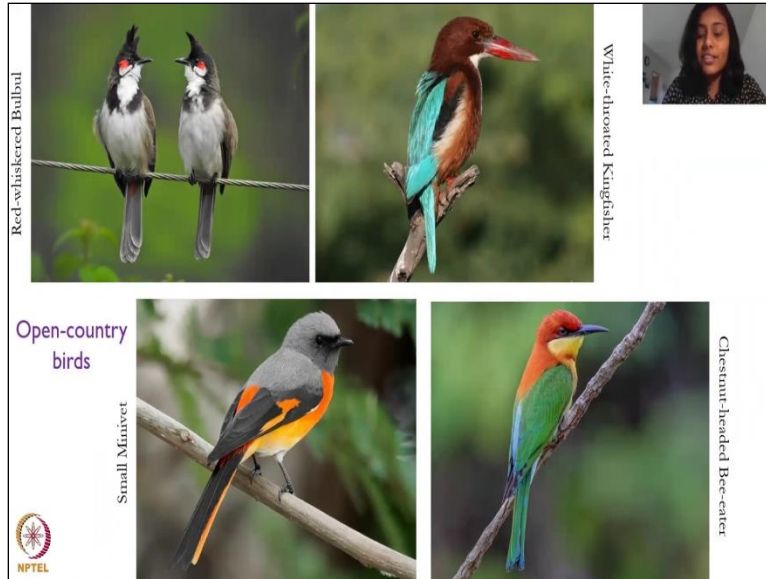 Red-whiskered Bulbul
White-throated Kingfisher
Open-country
birds
Small Minivet
Chestnut-headed Bee-eater
NPTEL